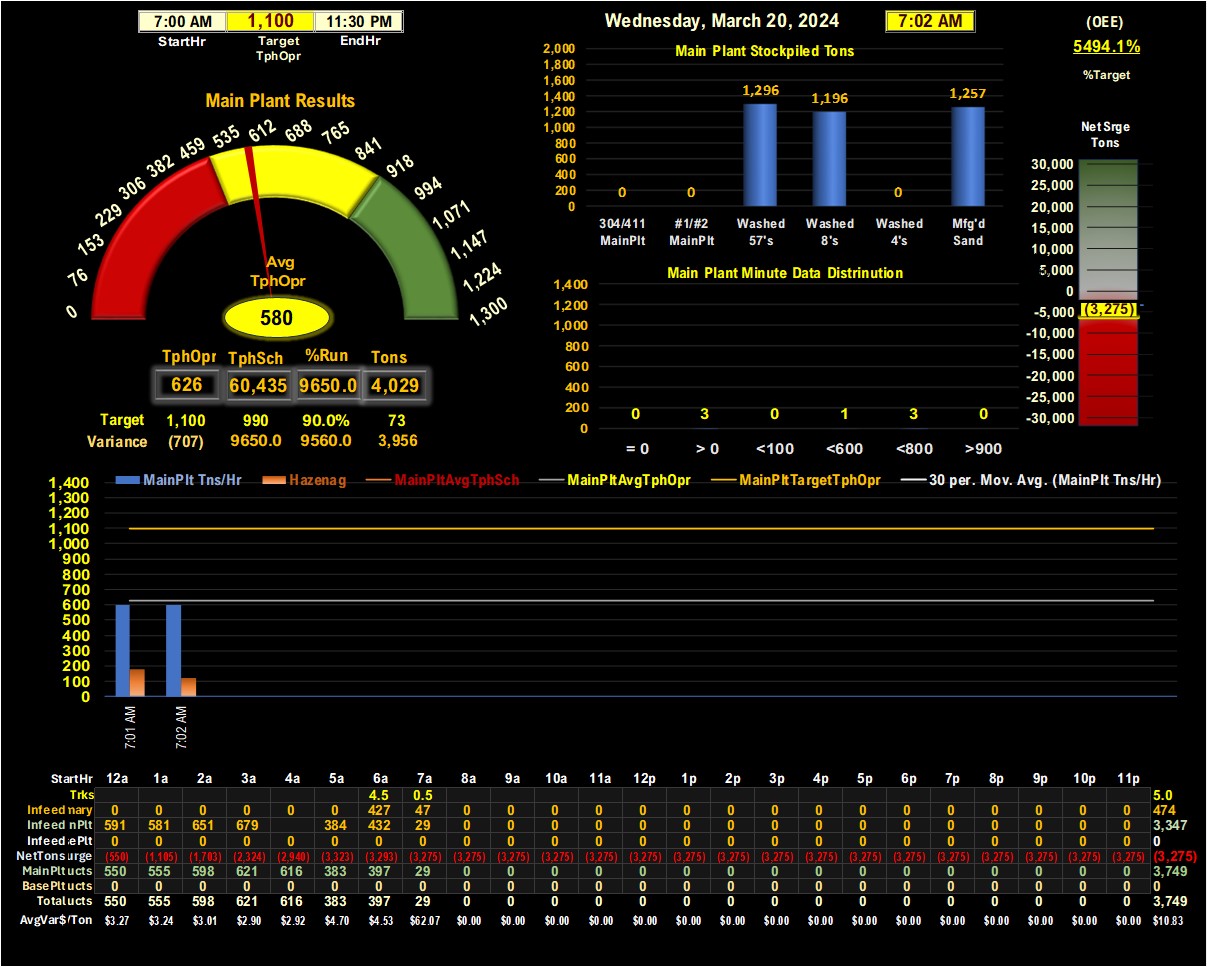 7:00 AM 1,100 11:30 PM
StartHr Target TphOpr EndHr
Wednesday, March 20, 2024 7:02 AM
(OEE)
5494.1%
%Target
Main Plant Results
0 76 153 229 306 382 459 535 612 688 765 841 918 994 1,071 1,147 1,224 1,300
Avg
TphOpr
580
TphOpr TphSch %Run Tons
626 60,435 9650.0 4,029
Target 1,100 990 90.0% 73
Variance (707) 9650.0 9560.0 3,956
Main Plant Stockpiled Tons
2,000
1,800
1,600
1,400
1,200
1,000
800
600
400
200
0
0 0 1,296 1,196 0 1,257
304/411 #1/#2 Washed Washed Washed Mfg'd
MainPlt MainPlt 57's 8's 4's Sand
Net Srge
Tons
30,000
25,000
20,000
15,000
10,000
5,000
0
-5,000
-10,000
-15,000
-20,000
-25,000
-30,000
(3,275)
Main Plant Minute Data Distrinution
1,400
1,200
1,000
800
600
400
200
0
0 3 0 1 3 0
= 0 > 0 <100 <600 <800 >900
MainPlt Tns/Hr Hazenag MainPltAvgTphSch MainPltAvgTphOpr MainPltTargetTphOpr 30 per. Mov. Avg. (MainPlt Tns/Hr)
1,400
1,300
1,200
1,100
1,000
900
800
700
600
500
400
300
200
100
0
7:01 AM 7:02 AM
StartHr 12a 1a 2a 3a 4a 5a 6a 7a 8a 9a 10a 11a 12p 1p 2p 3p 4p 5p 6p 7p 8p 9p 10p 11p
Trks 4.5 0.5 5.0
Infeed nary 0 0 0 0 0 0 427 47 0 0 0 0 0 0 0 0 0 0 0 0 0 0 0 0 474
Infeed nPlt 591 581 651 679 384 432 29 0 0 0 0 0 0 0 0 0 0 0 0 0 0 0 0 3,347
Infeed ePlt 0 0 0 0 0 0 0 0 0 0 0 0 0 0 0 0 0 0 0 0 0 0 0 0
NetTons urge (550) (1,105) (1,703) (2,324) (2,940) (3,323) (3,293) (3,275) (3,275) (3,275) (3,275) (3,275) (3,275) (3,275) (3,275) (3,275) (3,275) (3,275) (3,275) (3,275) (3,275) (3,275) (3,275) (3,275) (3,275)
MainPlt ucts 550 555 598 621 616 383 397 29 0 0 0 0 0 0 0 0 0 0 0 0 0 0 0 0 3,749
BasePlt ucts 0 0 0 0 0 0 0 0 0 0 0 0 0 0 0 0 0 0 0 0 0 0 0 0 0
Total ucts 550 555 598 621 616 383 397 29 0 0 0 0 0 0 0 0 0 0 0 0 0 0 0 0 3,749
AvgVar$/Ton $3.27 $3.24 $3.01 $2.90 $2.92 $4.70 $4.53 $62.07 $0.00 $0.00 $0.00 $0.00 $0.00 $0.00 $0.00 $0.00 $0.00 $0.00 $0.00 $0.00 $0.00 $0.00 $0.00 $0.00 $10.83